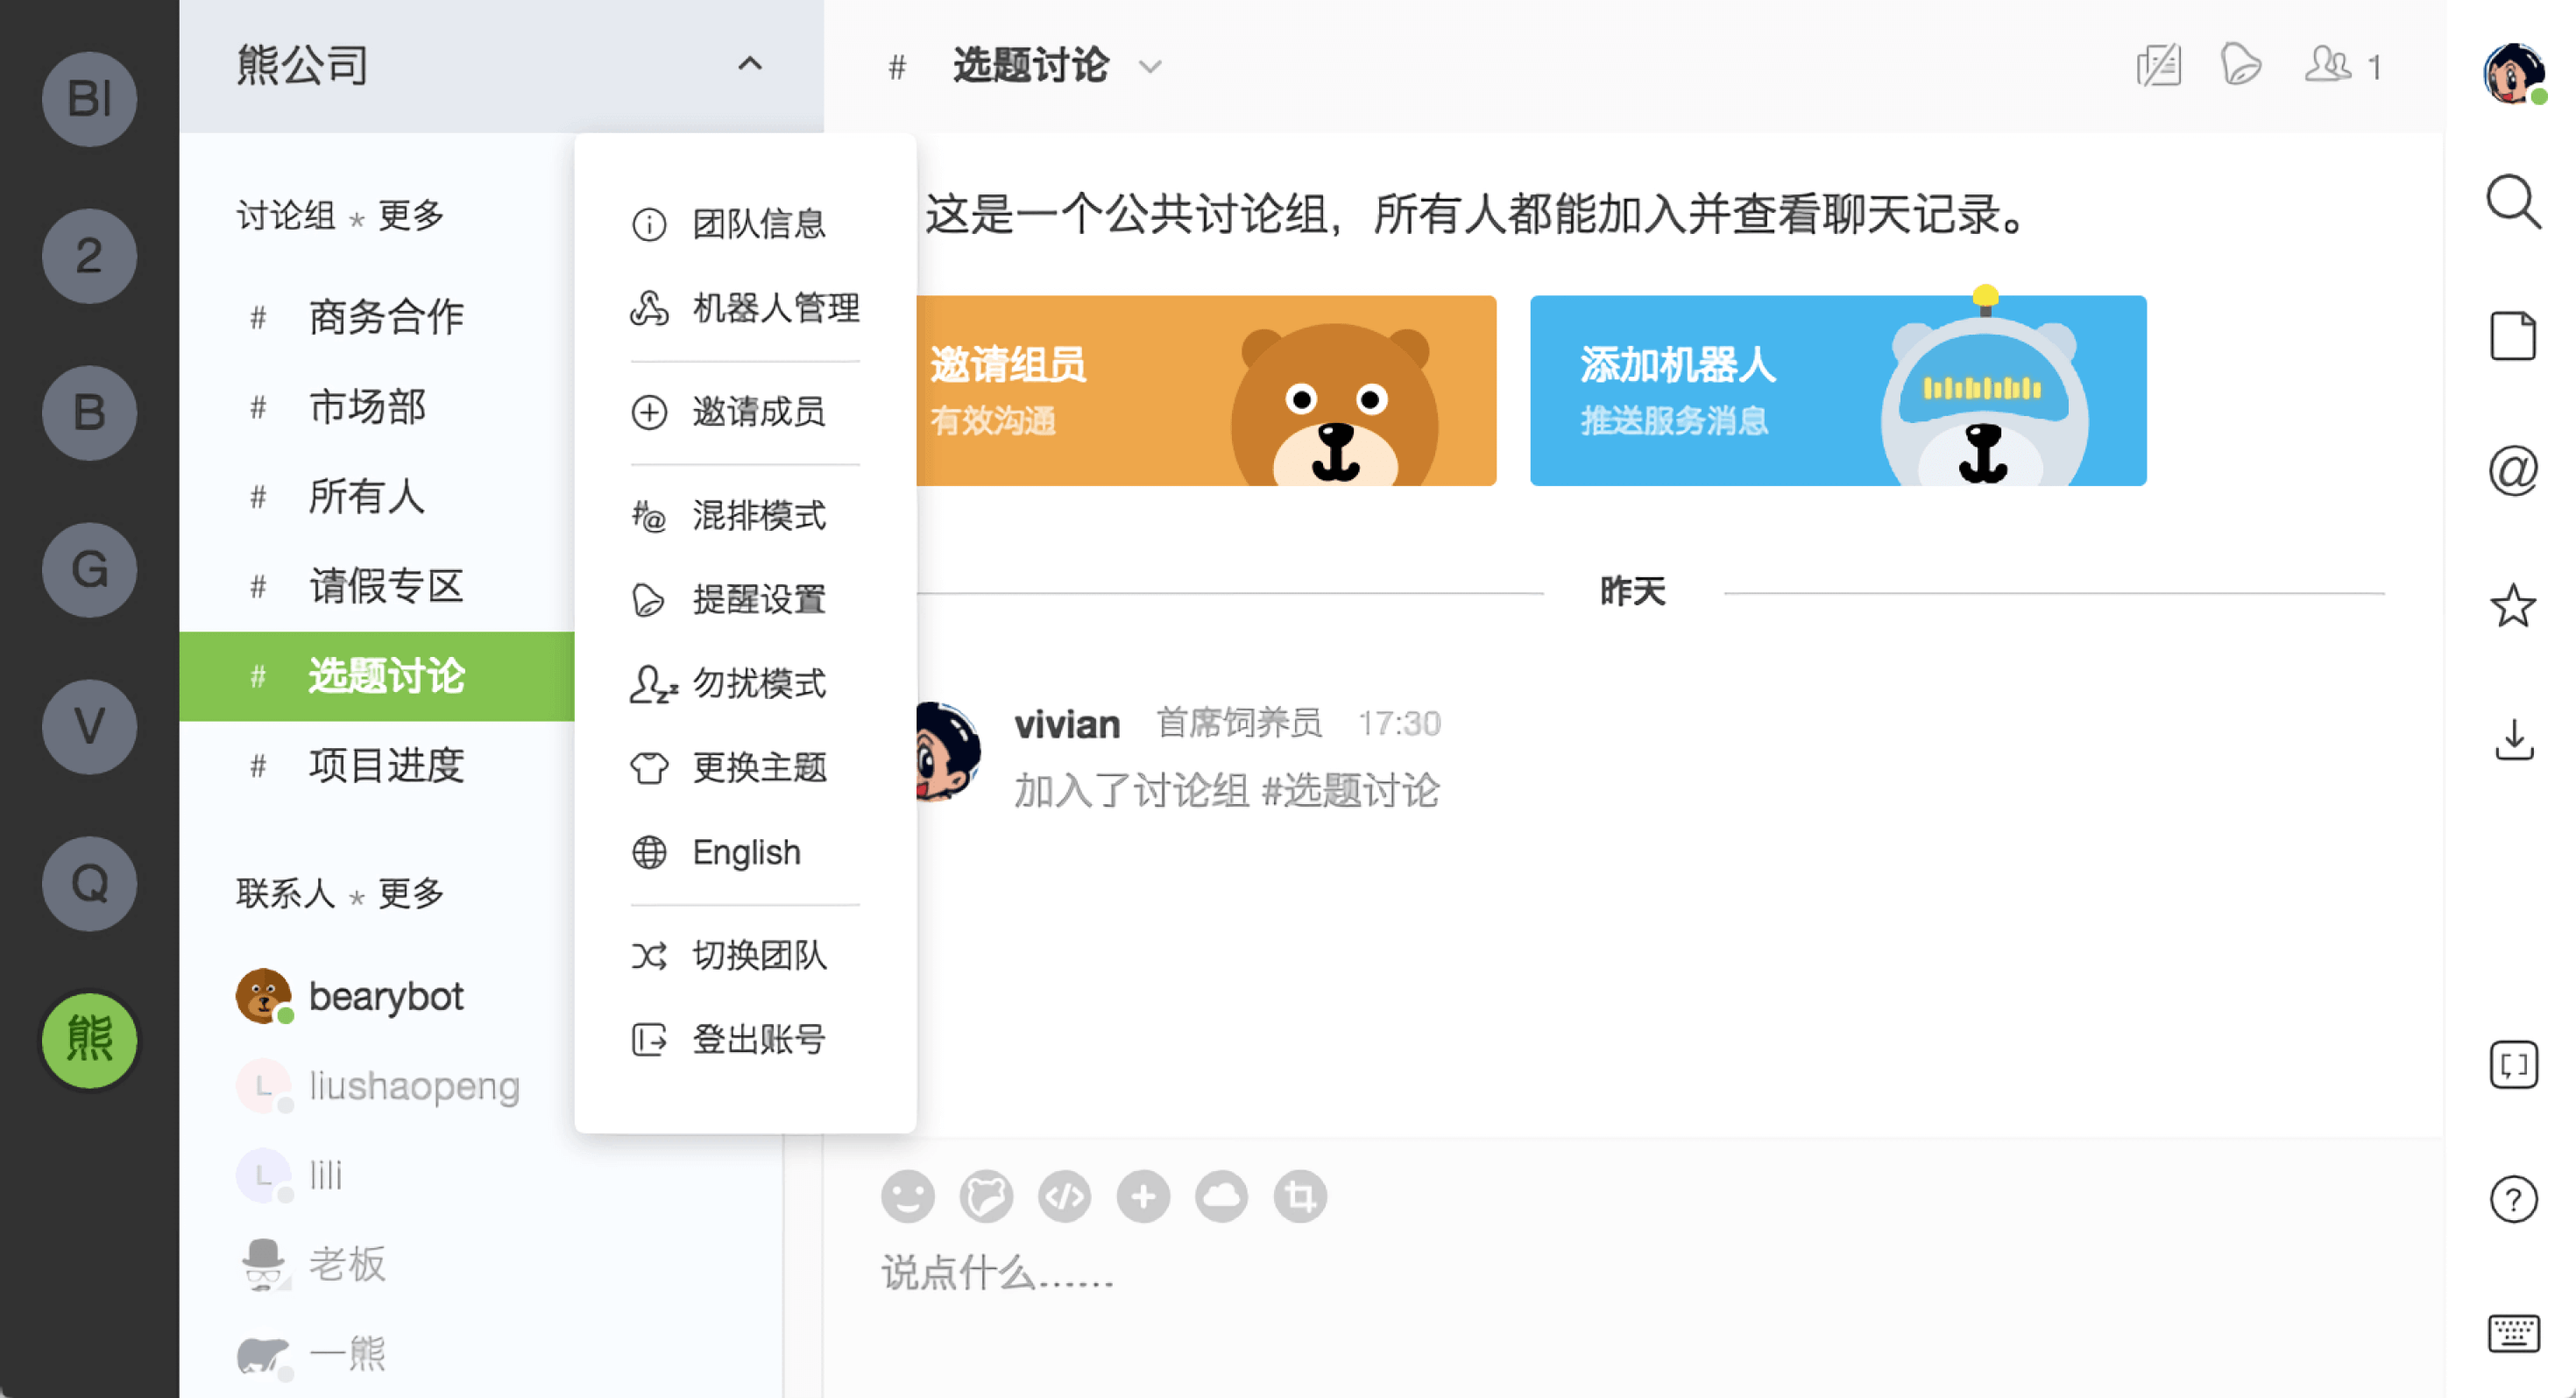 BI
2
B
G
V
Q
熊
熊公司
讨论组 * 更多
# 商务合作
# 市场部
# 所有人
# 请假专区
# 选题讨论
# 项目进度
联系人 * 更多
bearybot
L liushaopeng
L lili
老板
一熊
团队信息
机器人管理
邀请成员
#@ 混排模式
提醒设置
zz 勿扰模式
更换主题
English
切换团队
登出账号
# 选题讨论
1
这是一个公共讨论组，所有人都能加入并查看聊天记录。
邀请组员
有效沟通
添加机器人
推送服务消息
昨天
vivian 首席饲养员 17:30
加入了讨论组 #选题讨论
说点什么......